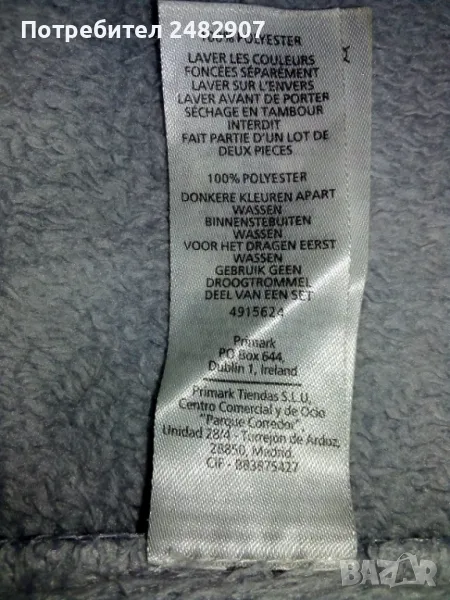 Потребител 2482907
100% POLYESTER
LAVER LES COULEURS
FONCÉES SÉPARÉMENT
LAVER SUR L'ENVERS
LAVER AVANT DE PORTER
SÉCHAGE EN TAMBOUR
INTERDIT
FAIT PARTIE D'UN LOT DE
DEUX PIECES
100% POLYESTER
DONKERE KLEUREN APART
WASSEN
BINNENSTEBUITEN
WASSEN
VOOR HET DRAGEN EERST
WASSEN
GEBRUIK GEEN
DROOGTROMMEL
DEEL VAN EEN SET
4915624
Primark
PO Box 644,
Dublin 1, Ireland
Primark Tiendas S.L.U.
Centro Comercial y de Ocio
"Parque Corredor"
Unidad 28/4 - Torrejón de Ardoz,
28850, Madrid.
CIF - B83875427
BAZAR